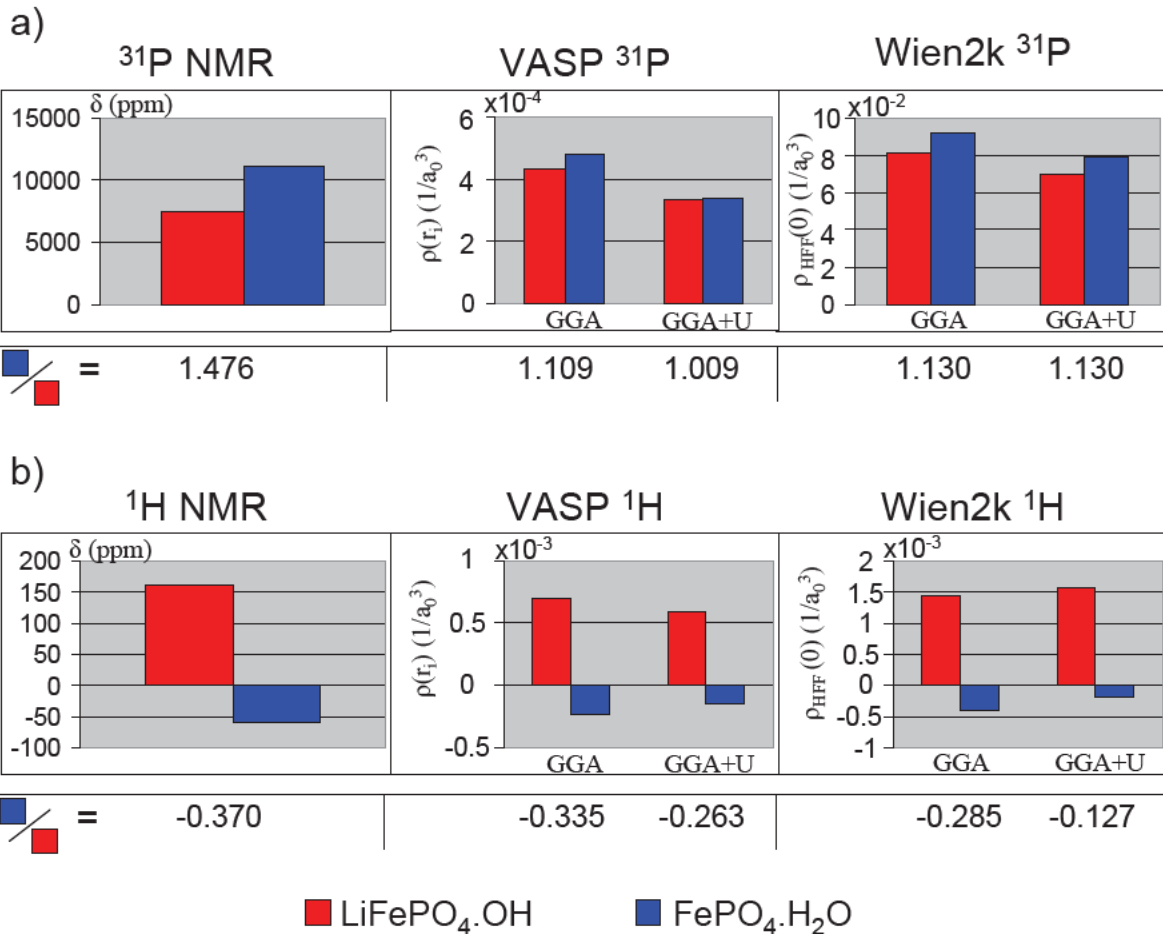 a)
³¹P NMR
VASP ³¹P
Wien2k ³¹P
δ (ppm)
15000
10000
5000
0
x10⁻⁴
ρ(rᵢ) (1/a₀³)
6
4
2
0
GGA GGA+U
x10⁻²
ρ HFF(0) (1/a₀³)
10
8
6
4
2
0
GGA GGA+U
= 1.476 1.109 1.009 1.130 1.130
b)
¹H NMR
VASP ¹H
Wien2k ¹H
δ (ppm)
200
150
100
50
0
-50
-100
x10⁻³
ρ(rᵢ) (1/a₀³)
1
0.5
0
-0.5
GGA GGA+U
x10⁻³
ρHFF(0) (1/a₀³)
2
1.5
1
0.5
0
-0.5
-1
GGA GGA+U
= -0.370 -0.335 -0.263 -0.285 -0.127
LiFePO₄.OH FePO₄.H₂O